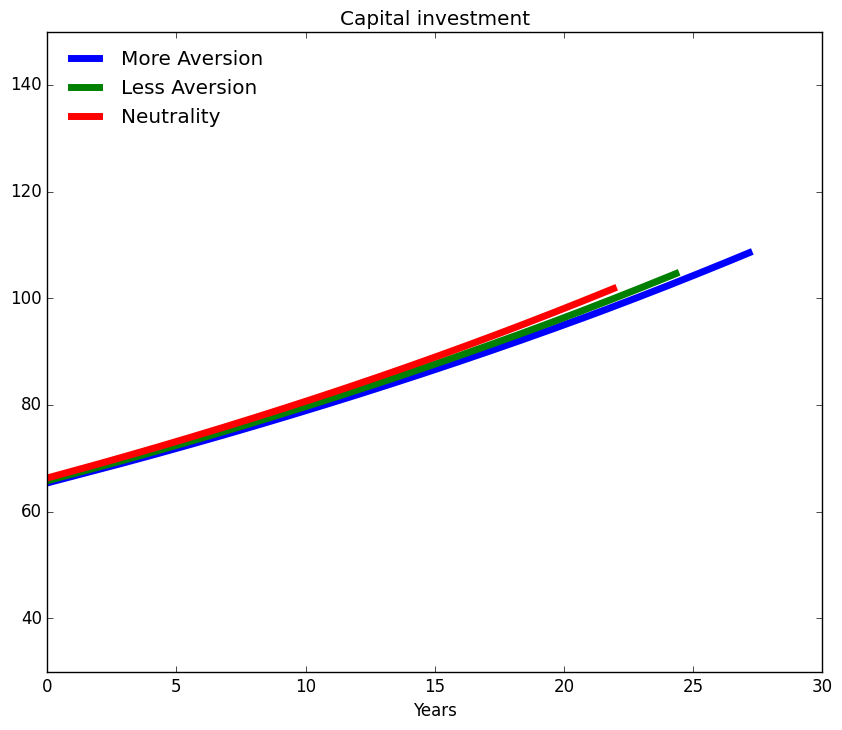 Capital investment
More Aversion
Less Aversion
Neutrality
140
120
100
80
60
40
0 5 10 15 20 25 30
Years